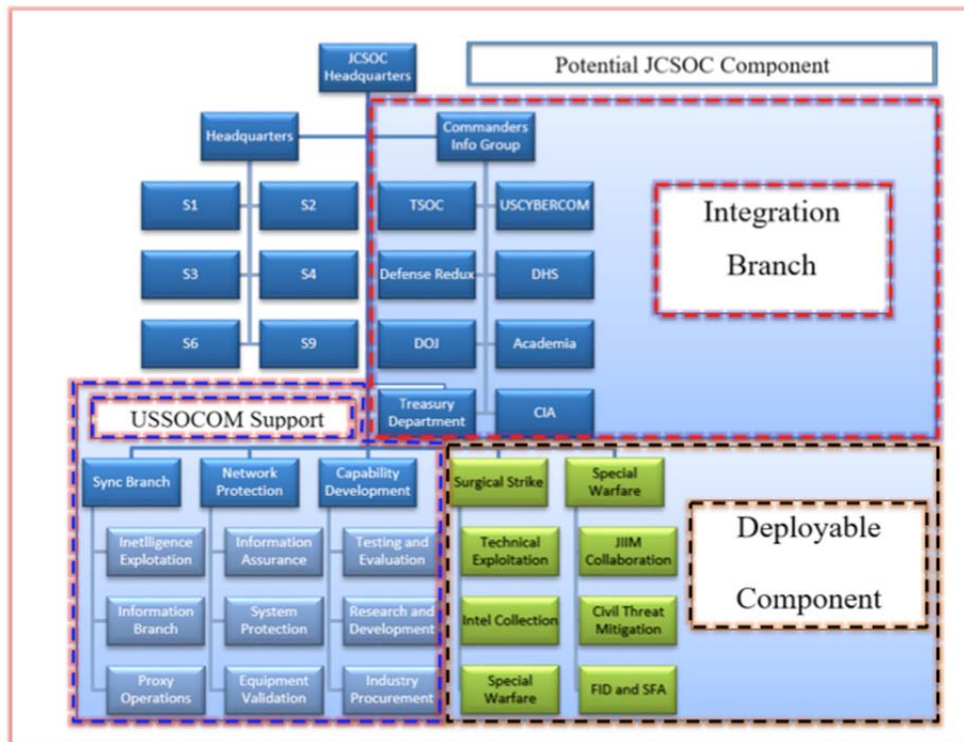 JCSOC
Headquarters
Potential JCSOC Component
Headquarters
Commanders
Info Group
S1
S2
TSOC
USCYBERCOM
Integration
Branch
S3
S4
Defense Redux
DHS
S6
S9
DOJ
Academia
Treasury
Department
CIA
USSOCOM Support
Sync Branch
Network
Protection
Capability
Development
Surgical Strike
Special
Warfare
Deployable
Component
Inetlligence
Explotation
Information
Assurance
Testing and
Evaluation
Technical
Exploitation
JIIM
Collaboration
Information
Branch
System
Protection
Research and
Development
Intel Collection
Civil Threat
Mitigation
Proxy
Operations
Equipment
Validation
Industry
Procurement
Special
Warfare
FID and SFA